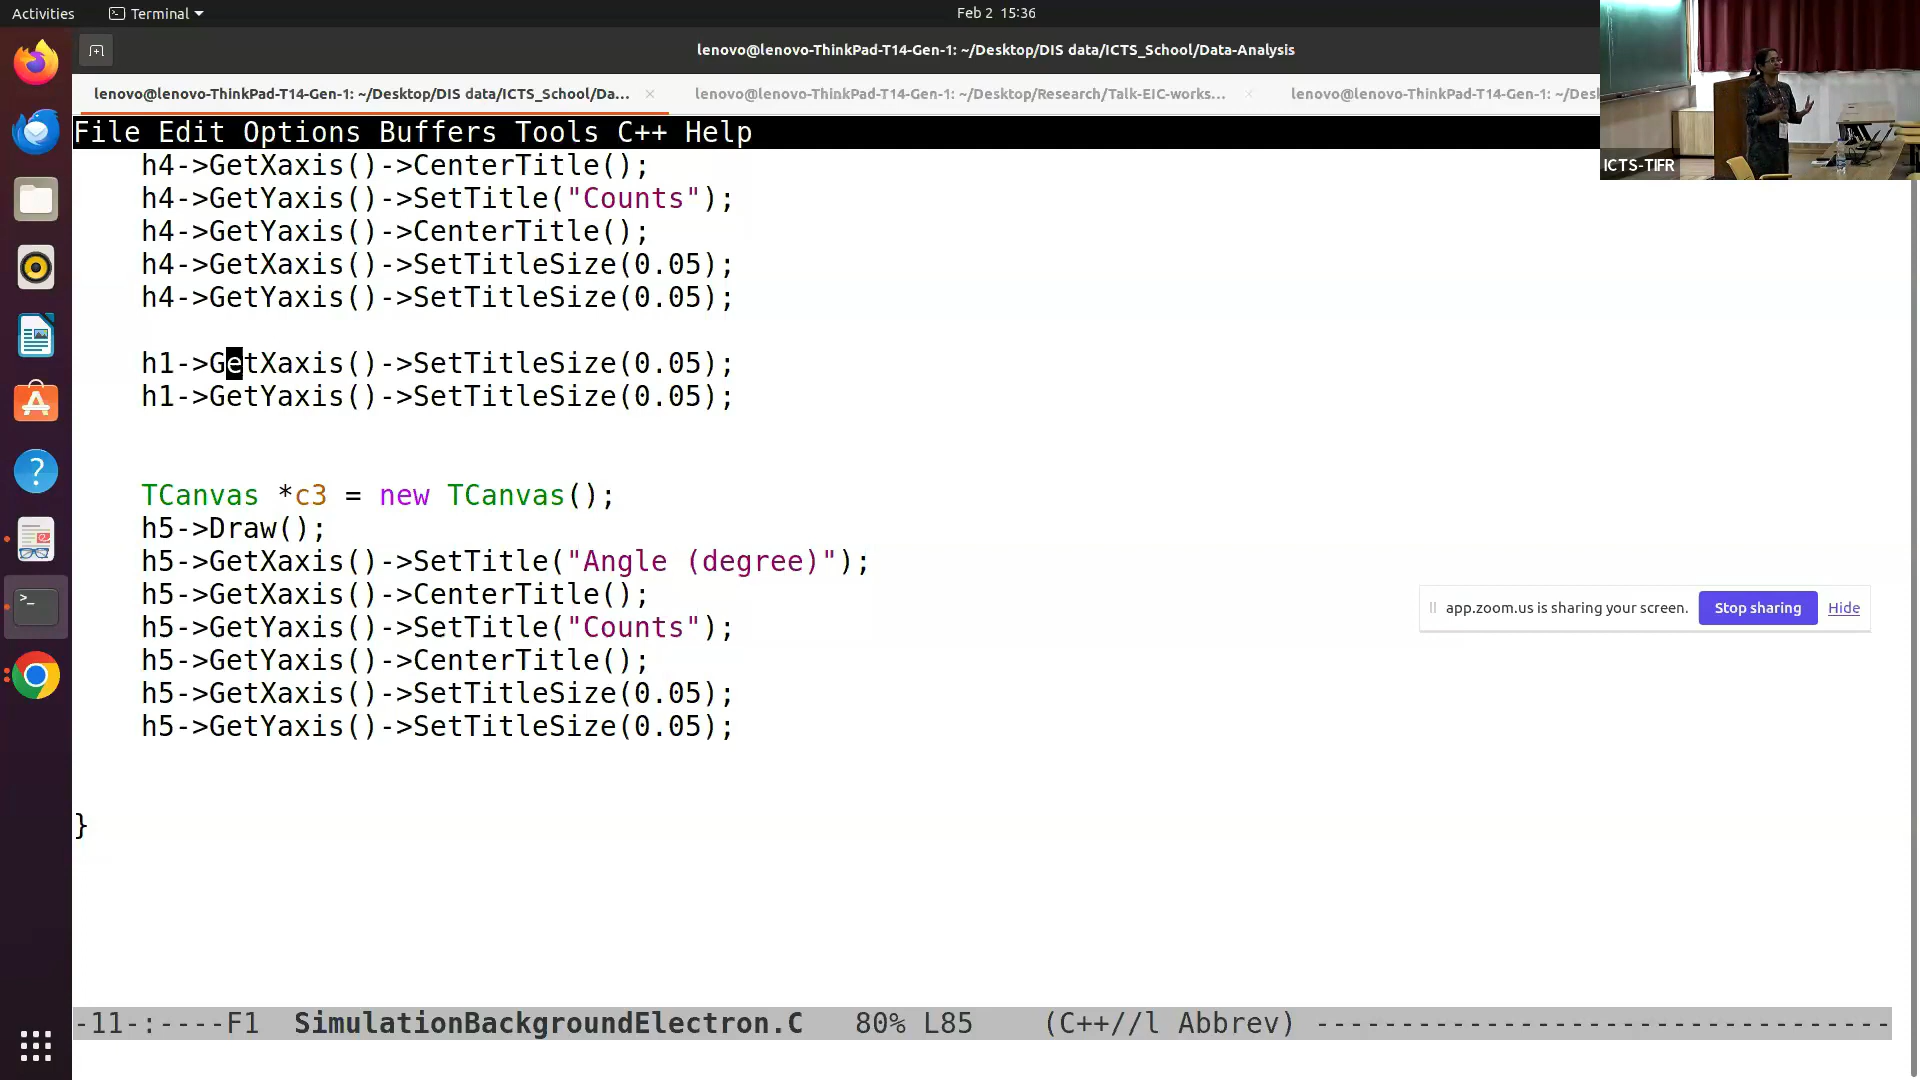 Activities
Terminal
Feb 2 15:36
lenovo@lenovo-ThinkPad-T14-Gen-1: ~/Desktop/DIS data/ICTS_School/Data-Analysis
lenovo@lenovo-ThinkPad-T14-Gen-1: ~/Desktop/DIS data/ICTS_School/Da...
lenovo@lenovo-ThinkPad-T14-Gen-1: ~/Desktop/Research/Talk-EIC-works...
lenovo@lenovo-ThinkPad-T14-Gen-1: ~/Desk
ICTS-TIFR
File Edit Options Buffers Tools C++ Help
h4->GetXaxis()->CenterTitle();
h4->GetYaxis()->SetTitle("Counts");
h4->GetYaxis()->CenterTitle();
h4->GetXaxis()->SetTitleSize(0.05);
h4->GetYaxis()->SetTitleSize(0.05);
h1->GetXaxis()->SetTitleSize(0.05);
h1->GetYaxis()->SetTitleSize(0.05);
TCanvas *c3 = new TCanvas();
h5->Draw();
h5->GetXaxis()->SetTitle("Angle (degree)");
h5->GetXaxis()->CenterTitle();
h5->GetYaxis()->SetTitle("Counts");
h5->GetYaxis()->CenterTitle();
h5->GetXaxis()->SetTitleSize(0.05);
h5->GetYaxis()->SetTitleSize(0.05);
}
app.zoom.us is sharing your screen.
Stop sharing
Hide
-11-:----F1 SimulationBackgroundElectron.C 80% L85 (C++//l Abbrev) ----------------------------------